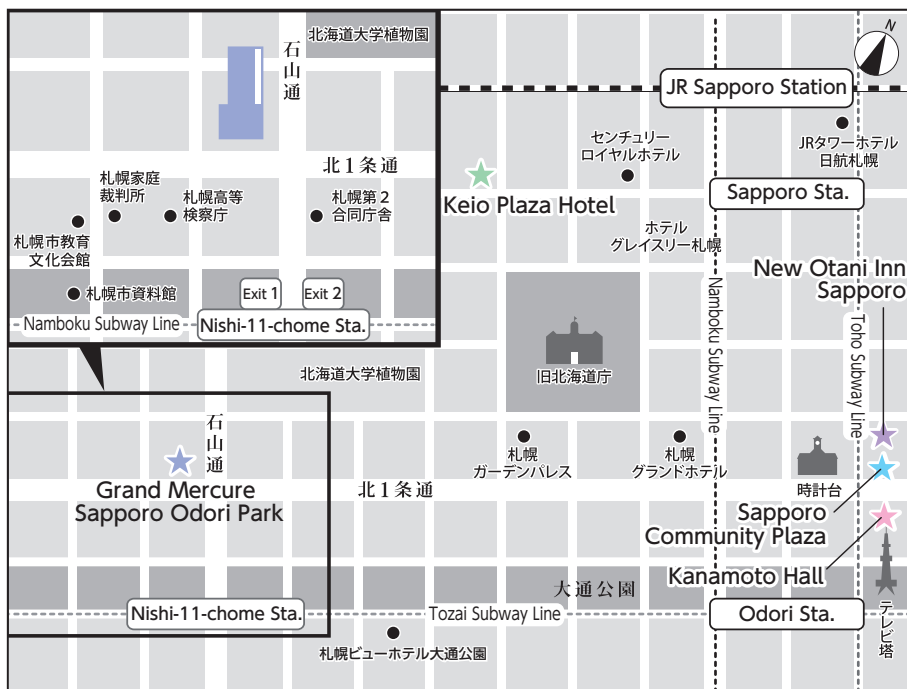 北海道大学植物園
石山通
北1条通
札幌家庭
裁判所
札幌高等
検察庁
札幌第2
合同庁舎
札幌市教育
文化会館
札幌市資料館
Exit 1
Exit 2
Namboku Subway Line
Nishi-11-chome Sta.
N
JR Sapporo Station
センチュリー
ロイヤルホテル
JRタワーホテル
日航札幌
Keio Plaza Hotel
Sapporo Sta.
ホテル
グレイスリー札幌
New Otani Inn
Sapporo
Namboku Subway Line
Toho Subway Line
旧北海道庁
北海道大学植物園
石山通
Grand Mercure
Sapporo Odori Park
北1条通
札幌
ガーデンパレス
札幌
グランドホテル
時計台
Sapporo
Community Plaza
Kanamoto Hall
大通公園
Nishi-11-chome Sta.
Tozai Subway Line
Odori Sta.
テレビ塔
札幌ビューホテル大通公園